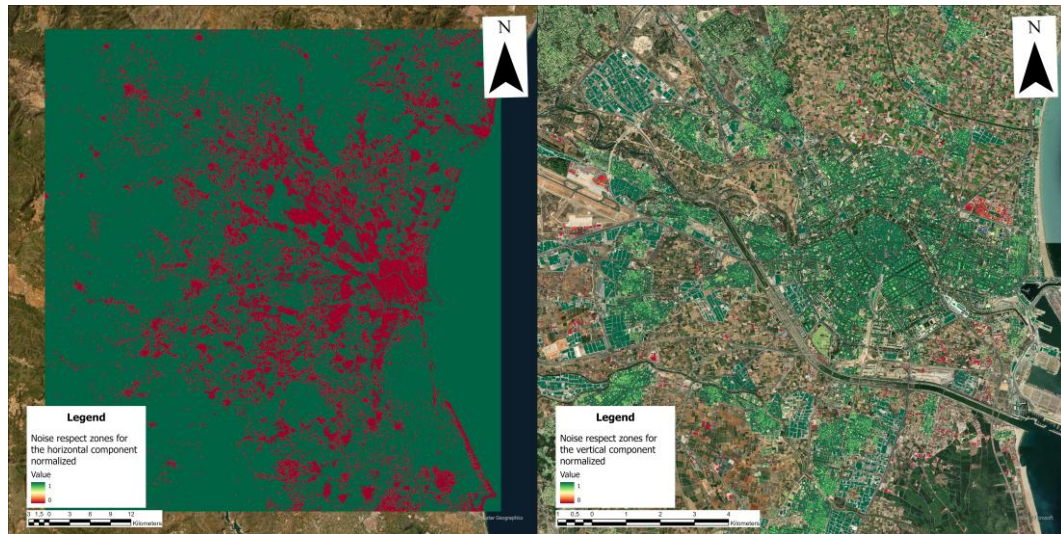 N
Legend
Noise respect zones for
the horizontal component
normalized
Value
1
0
3 1,5 0 3 6 9 12
Kilometers
Geographics
N
Legend
Noise respect zones for
the vertical component
normalized
Value
1
0
1 0,5 0 1 2 3 4
Kilometers